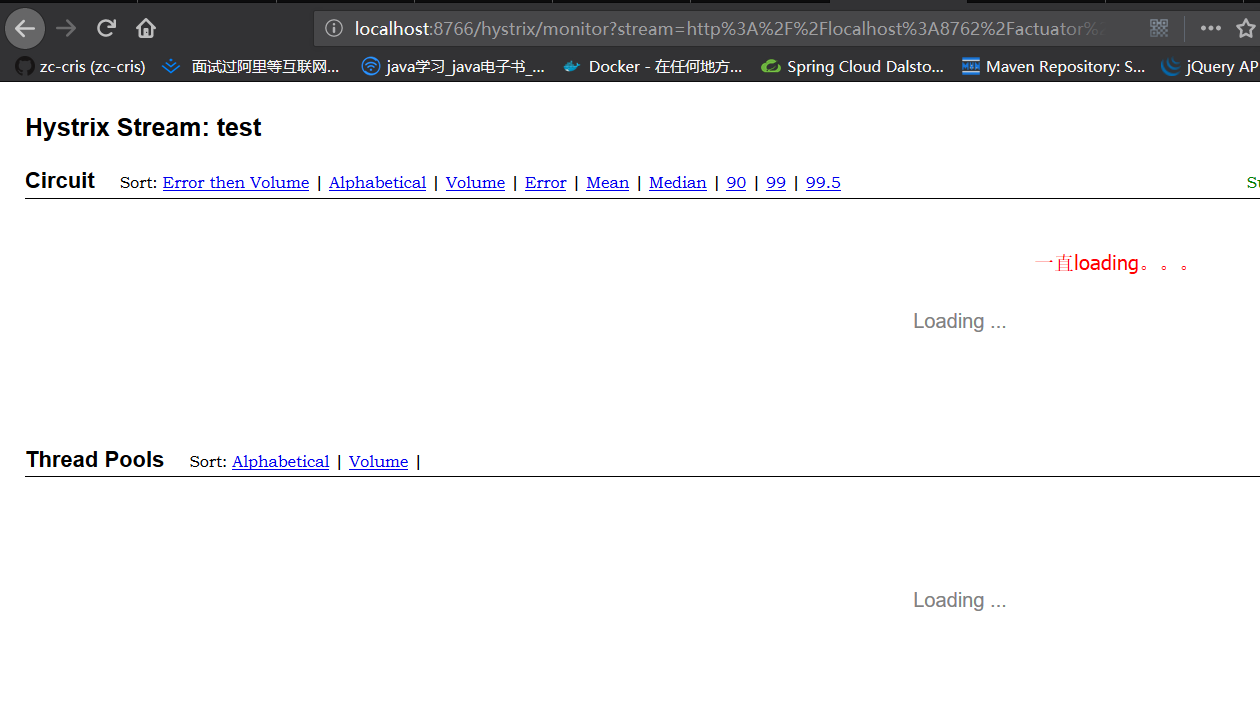 localhost:8766/hystrix/monitor?stream=http%3A%2F%2Flocalhost%3A8762%2Factuator%2
zc-cris (zc-cris) 面试过阿里等互联网... java学习_java电子书_... Docker - 在任何地方... Spring Cloud Dalsto... Maven Repository: S... jQuery AP
Hystrix Stream: test
Circuit Sort: Error then Volume | Alphabetical | Volume | Error | Mean | Median | 90 | 99 | 99.5
一直loading。。。
Loading ...
Thread Pools Sort: Alphabetical | Volume |
Loading ...